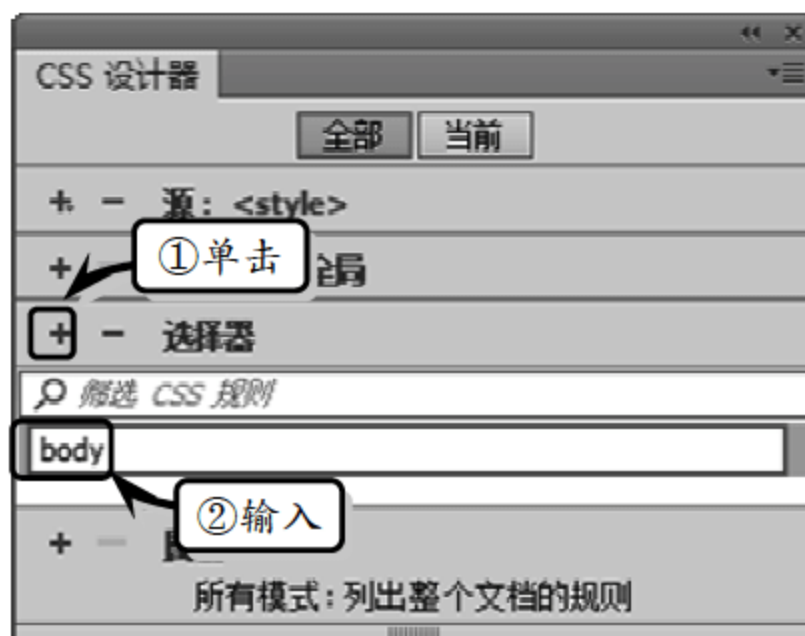 CSS 设计器
全部 当前
源: <style>
①单击
局
选择器
筛选 CSS 规则
body
②输入
所有模式:列出整个文档的规则